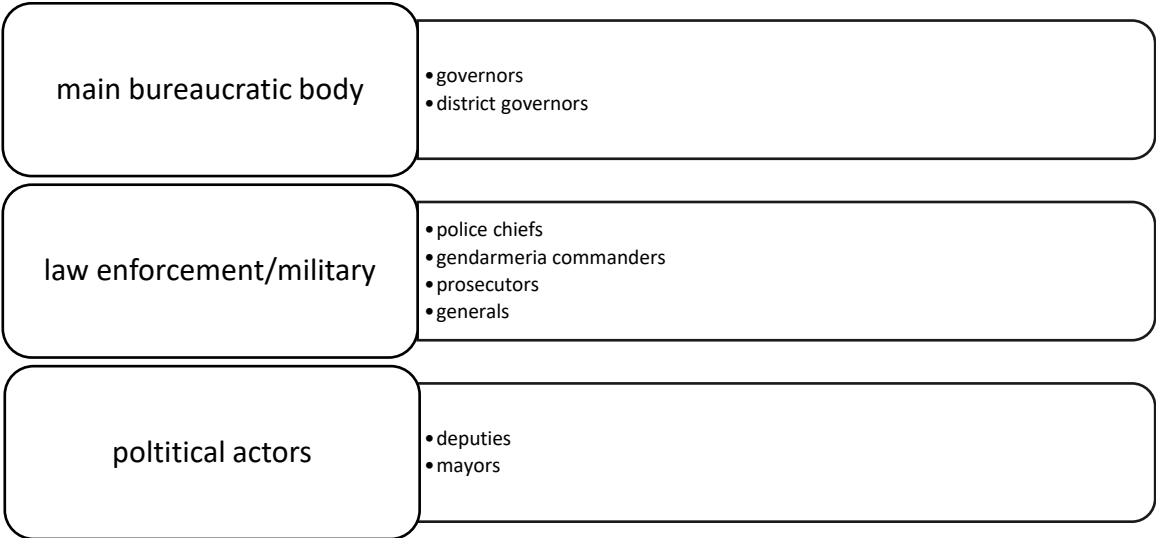 main bureaucratic body
•governors
•district governors
law enforcement/military
•police chiefs
•gendarmeria commanders
•prosecutors
•generals
poltitical actors
•deputies
•mayors